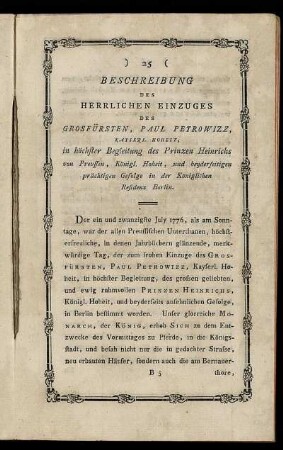 ) 25 (
BESCHREIBUNG
DES
HERRLICHEN EINZUGES
DES
GROSFÜRSTEN, PAUL PETROWIZZ,
KAYSERL. HOHEIT,
in höchster Begleitung des Prinzen Heinrichs
von Preussen, Königl. Hoheit, und beyderseitigen
prächtigen Gefolge in der Königlichen
Residenz Berlin.
Der ein und zwanzigste July 1776, als am Sonn-
tage, war der allen Preussischen Unterthanen, höchst-
erfreuliche, in denen Jahrbüchern glänzende, merk-
würdige Tag, der zum frohen Einzuge des GROS-
FÜRSTEN, PAUL PETROWIZZ, Kayserl. Ho-
heit, in höchster Begleitung, des großen geliebten,
und ewig ruhmvollen PRINZEN HEINRICHS,
Königl. Hoheit, und beyderseits ansehnlichen Gefolge,
in Berlin bestimmt worden. Unser glorreiche MO-
NARCH, der KÖNIG, erhob SICH zu dem Ent-
zwecke des Vormittages zu Pferde, in die Königs-
stadt, und besah nicht nur die in gedachter Strasse,
neu erbauten Häuser, sondern auch die am Bernauer-
B 5 thore,